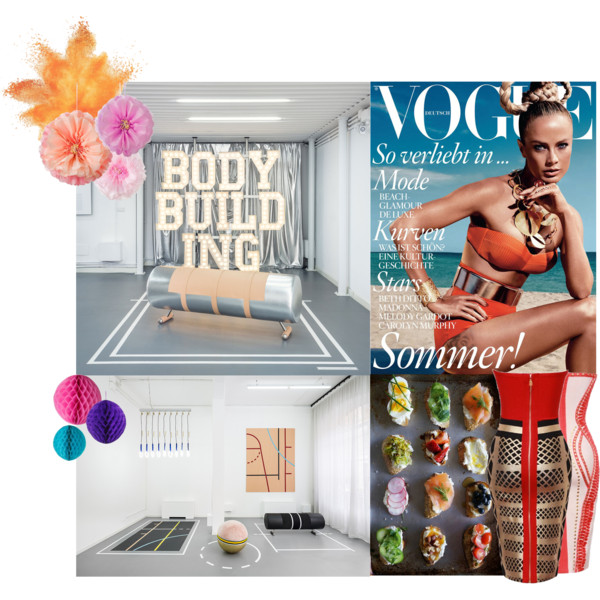 BODY
BUILD
ING
VOGUE
DEUTSCH
So verliebt in ...
Mode
BEACH-
GLAMOUR
DE LUXE
Kurven
WAS IST SCHÖN?
EINE KULTUR-
GESCHICHTE
Stars
BETH DITTO
MADONNA
MELODY GARDOT
CAROLYN MURPHY
Sommer!